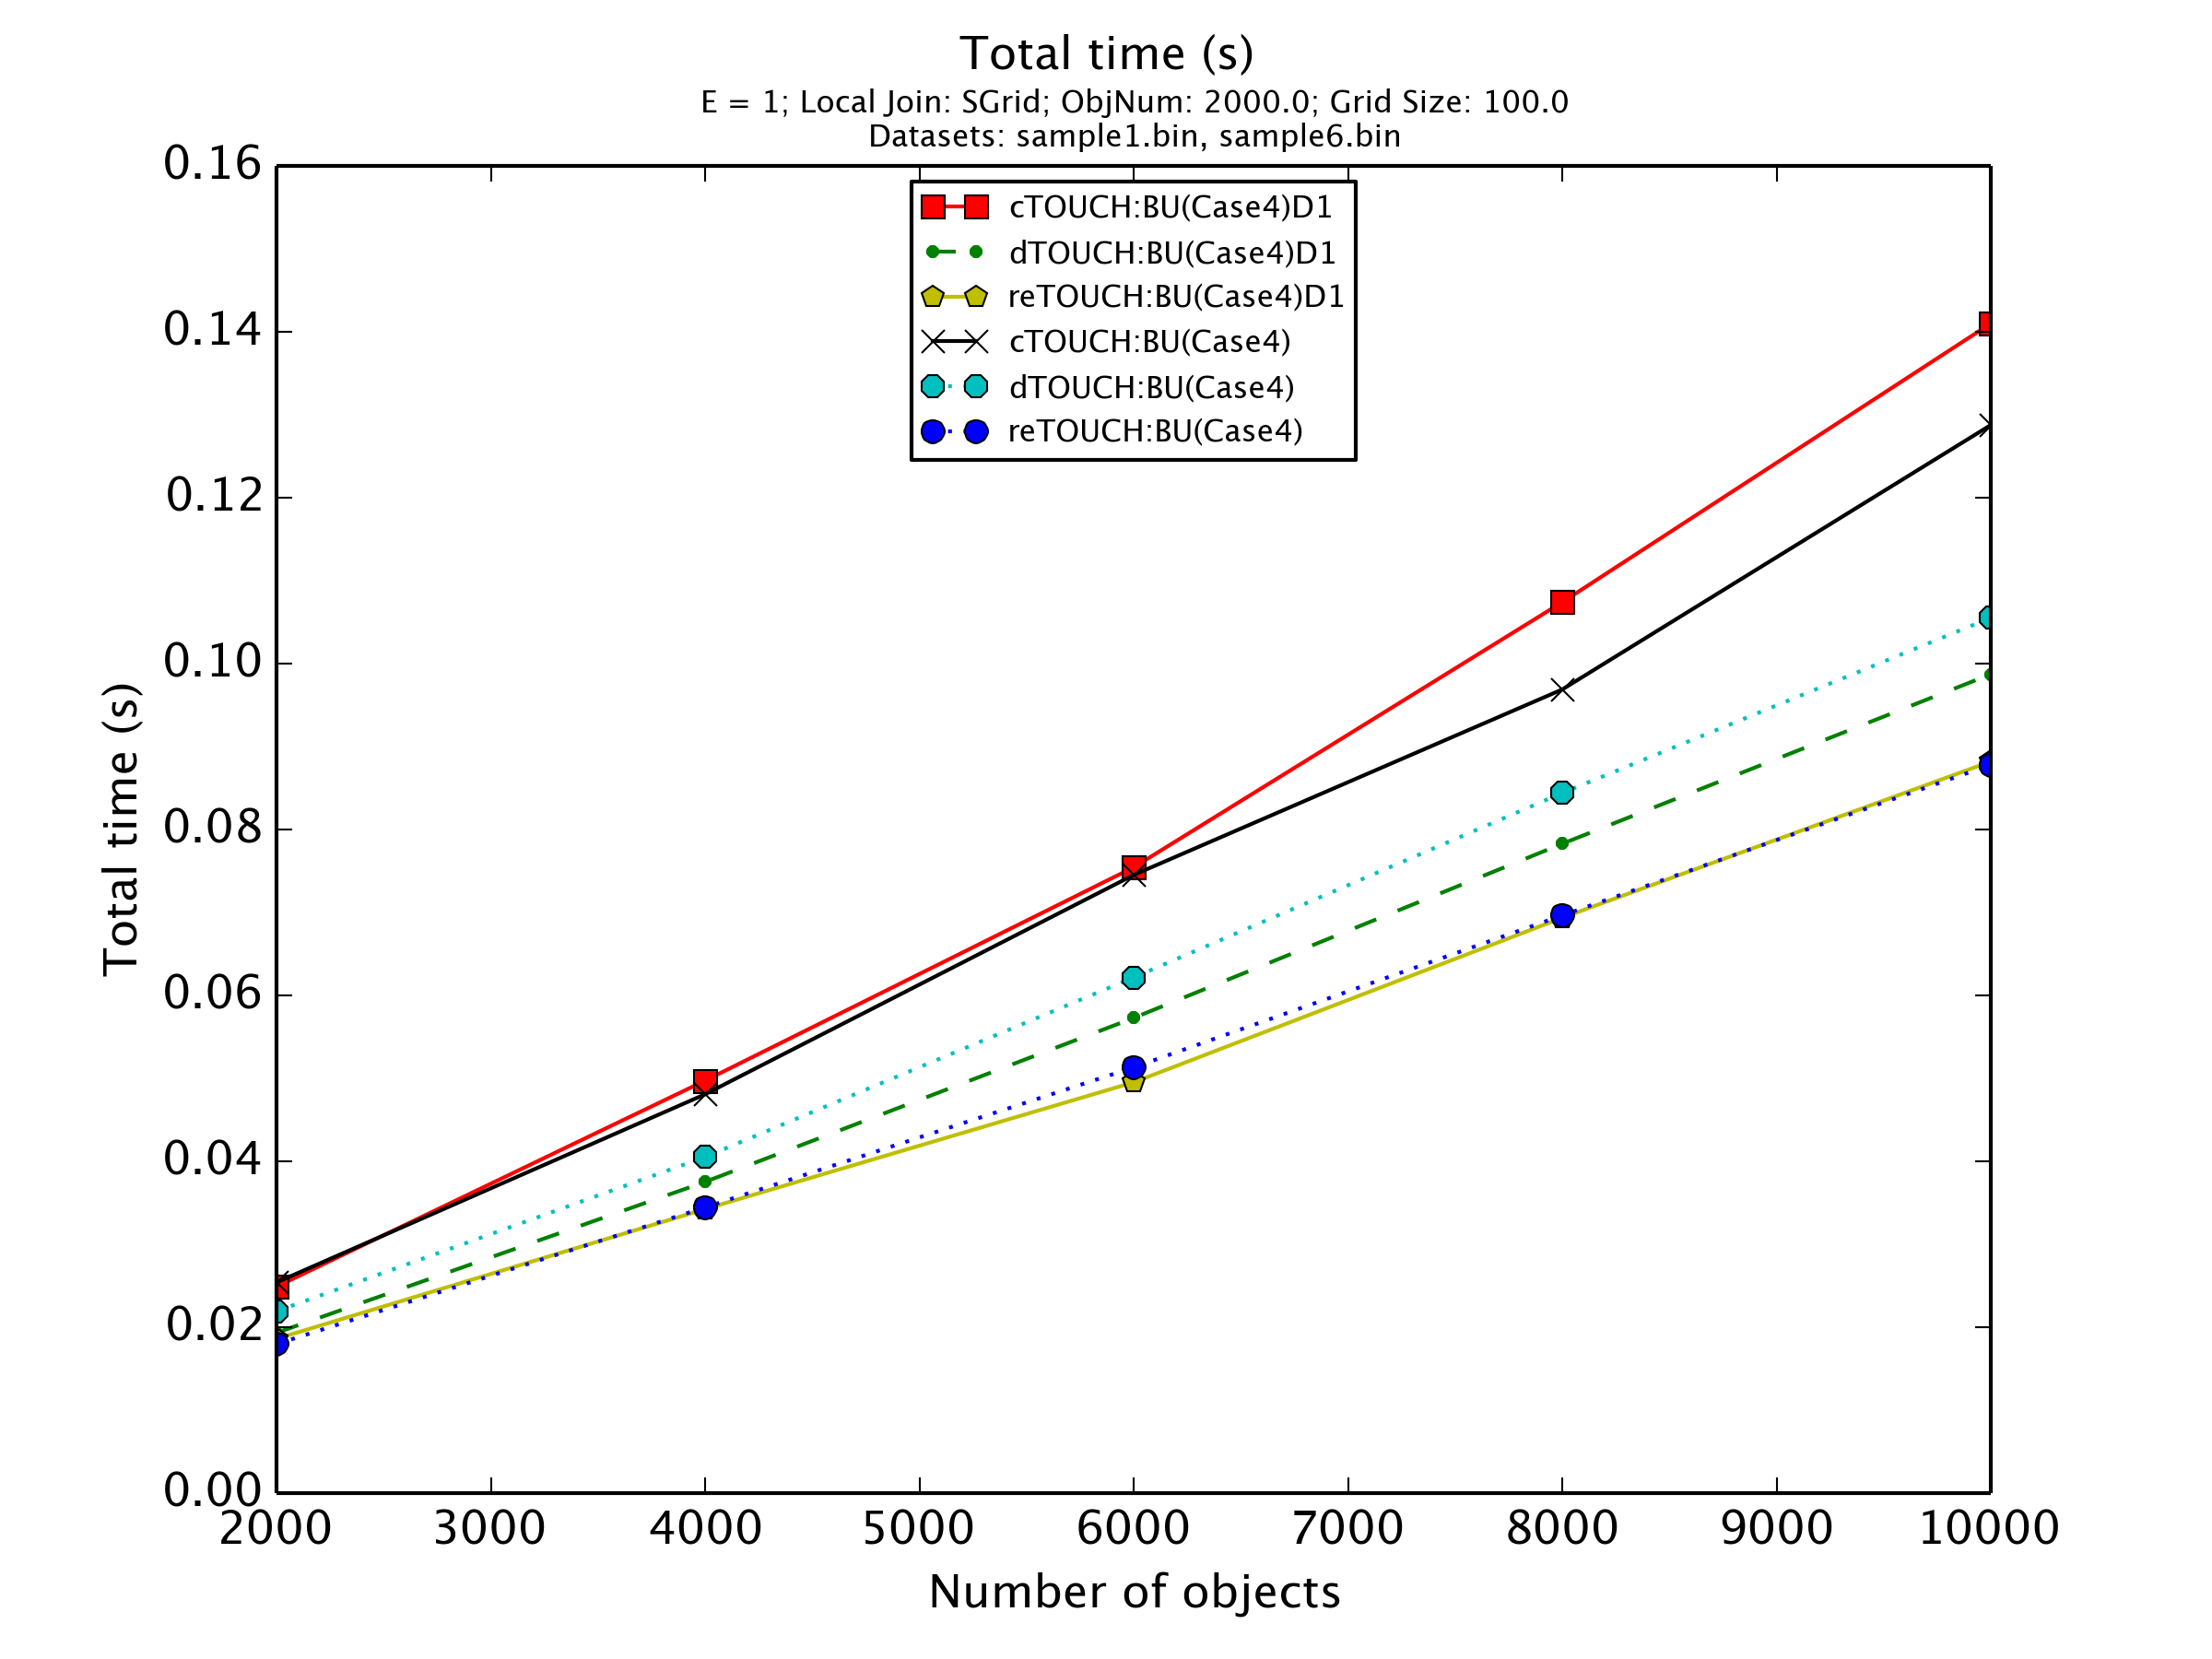 Total time (s)
E = 1; Local Join: SGrid; ObjNum: 2000.0; Grid Size: 100.0
Datasets: sample1.bin, sample6.bin
0.16
0.14
0.12
0.10
0.08
0.06
0.04
0.02
0.00
Total time (s)
cTOUCH:BU(Case4)D1
dTOUCH:BU(Case4)D1
reTOUCH:BU(Case4)D1
cTOUCH:BU(Case4)
dTOUCH:BU(Case4)
reTOUCH:BU(Case4)
2000 3000 4000 5000 6000 7000 8000 9000 10000
Number of objects